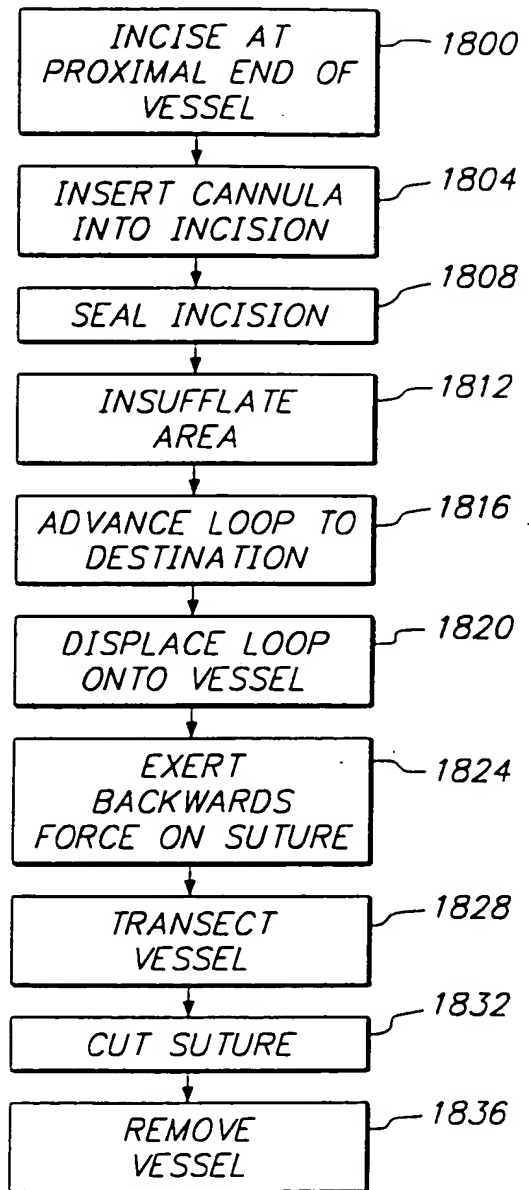 INCISE AT
PROXIMAL END OF
VESSEL
1800
INSERT CANNULA
INTO INCISION
1804
SEAL INCISION
1808
INSUFFLATE
AREA
1812
ADVANCE LOOP TO
DESTINATION
1816
DISPLACE LOOP
ONTO VESSEL
1820
EXERT
BACKWARDS
FORCE ON SUTURE
1824
TRANSECT
VESSEL
1828
CUT SUTURE
1832
REMOVE
VESSEL
1836